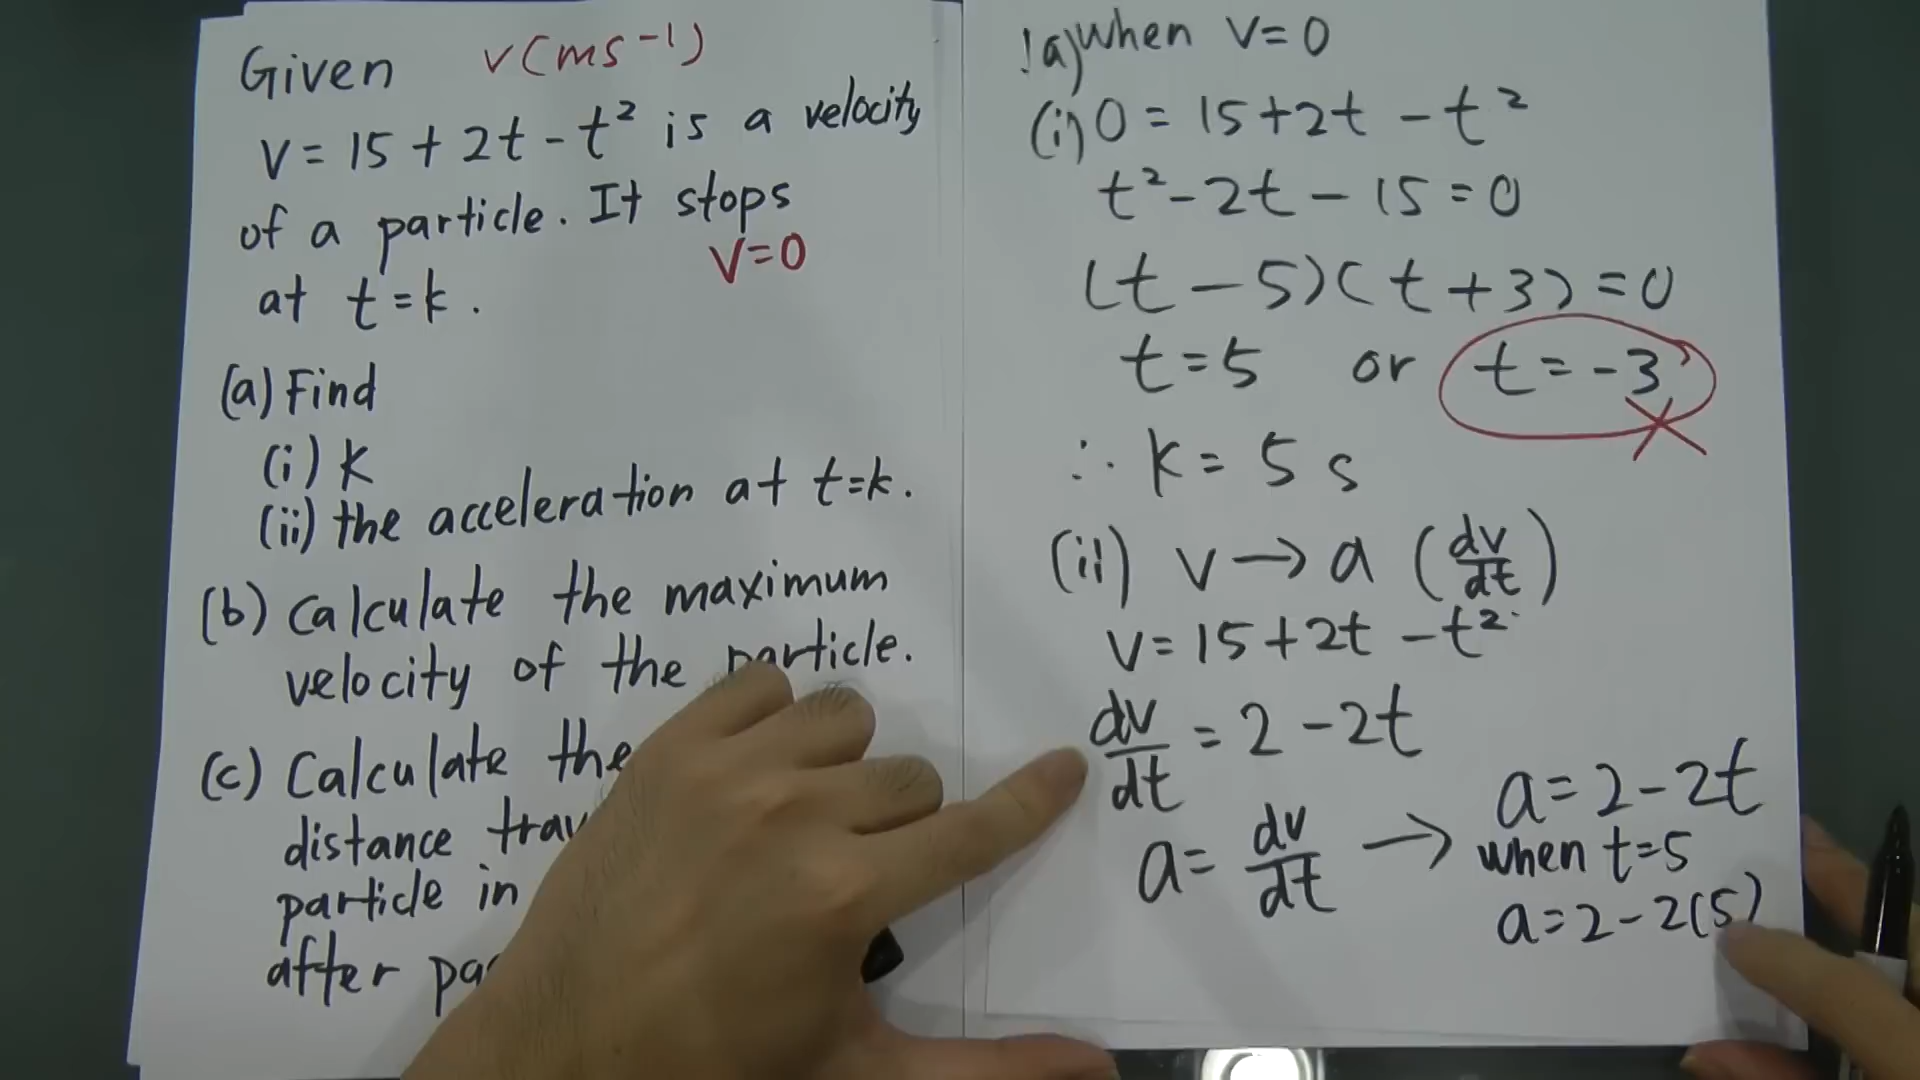 Given v(ms⁻¹)
v = 15 + 2t - t² is a velocity
of a particle. It stops
v=0
at t=k.
(a) Find
(i) k
(ii) the acceleration at t=k.
(b) Calculate the maximum
velocity of the particle.
(c) Calculate the
distance
particle in
after
1a) when v=0
(i) 0 = 15+2t - t²
t² - 2t - 15 = 0
(t - 5)(t + 3) = 0
t = 5 or t = -3
∴ k = 5 s
(ii) v → a (dv/dt)
v = 15+2t - t²
dv/dt = 2 - 2t
a = dv/dt → a = 2 - 2t
when t=5
a = 2 - 2(5)